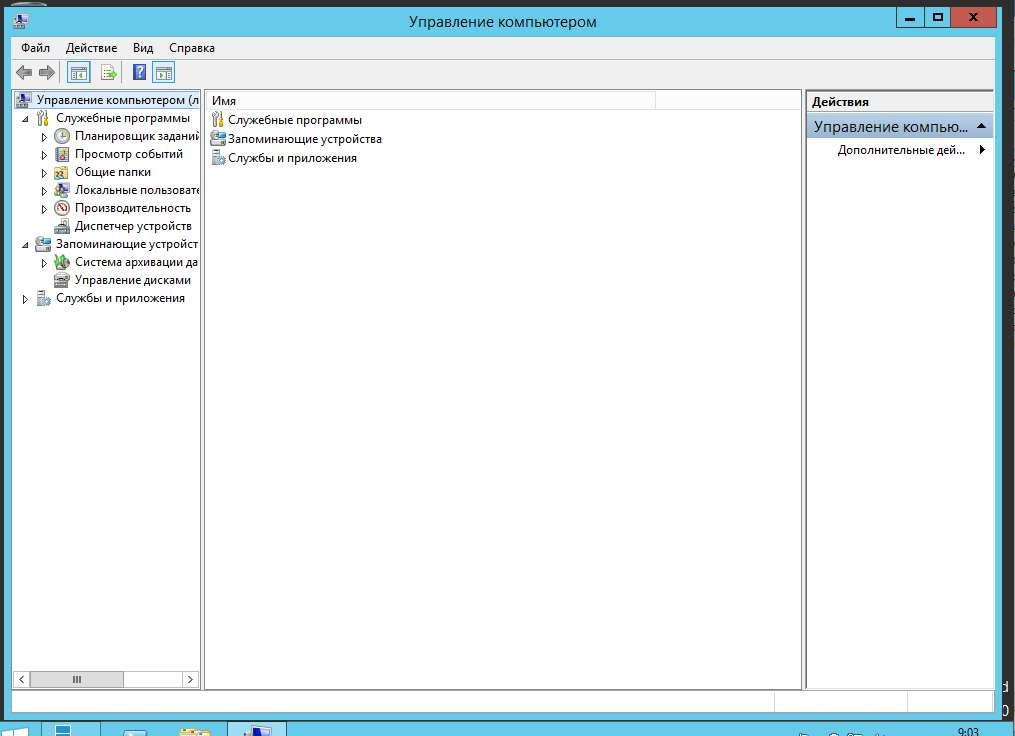 Управление компьютером
Файл Действие Вид Справка
Управление компьютером (л
Служебные программы
Планировщик заданий
Просмотр событий
Общие папки
Локальные пользовате
Производительность
Диспетчер устройств
Запоминающие устройст
Система архивации да
Управление дисками
Службы и приложения
Имя
Служебные программы
Запоминающие устройства
Службы и приложения
Действия
Управление компью...
Дополнительные дей...
d
0
9:03